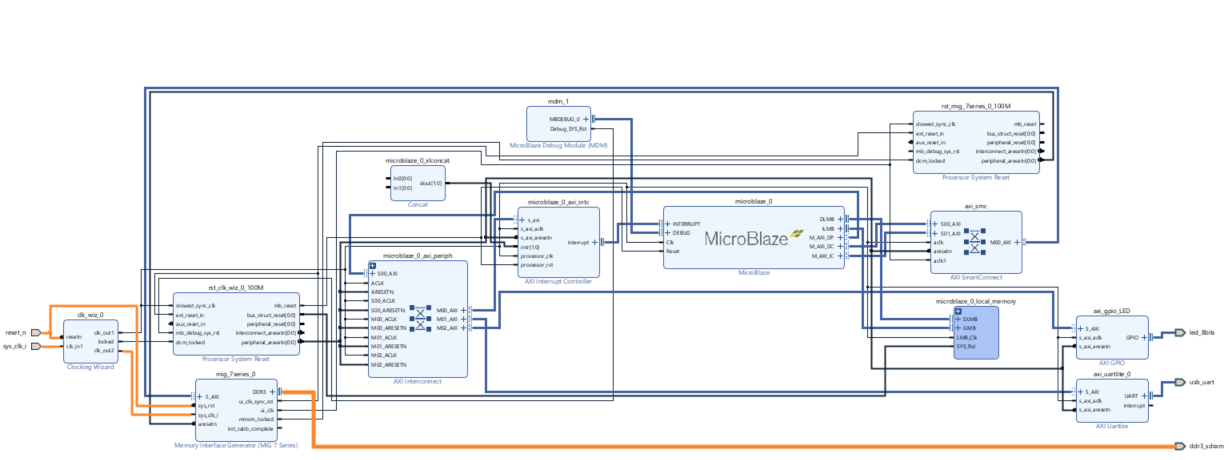 mdm_1
MBDEBUG_0
Debug_SYS_Rst
MicroBlaze Debug Module (MDM)
rst_mig_7series_0_100M
slowest_sync_clk
ext_reset_in
aux_reset_in
mb_debug_sys_rst
dcm_locked
mb_reset
bus_struct_reset[0:0]
peripheral_reset[0:0]
interconnect_aresetn[0:0]
peripheral_aresetn[0:0]
Processor System Reset
microblaze_0_xlconcat
In0[0:0]
In1[0:0]
dout[1:0]
Concat
microblaze_0_axi_intc
s_axi
s_axi_aclk
s_axi_aresetn
intr[1:0]
processor_clk
processor_rst
interrupt
AXI Interrupt Controller
microblaze_0
INTERRUPT
DEBUG
Clk
Reset
MicroBlaze
DLMB
ILMB
M_AXI_DP
M_AXI_DC
M_AXI_IC
MicroBlaze
axi_smc
S00_AXI
S01_AXI
aclk
aresetn
aclk1
M00_AXI
AXI SmartConnect
microblaze_0_axi_periph
S00_AXI
ACLK
ARESETN
S00_ACLK
S00_ARESETN
M00_ACLK
M00_ARESETN
M01_ACLK
M01_ARESETN
M02_ACLK
M02_ARESETN
M00_AXI
M01_AXI
M02_AXI
AXI Interconnect
rst_clk_wiz_0_100M
slowest_sync_clk
ext_reset_in
aux_reset_in
mb_debug_sys_rst
dcm_locked
mb_reset
bus_struct_reset[0:0]
peripheral_reset[0:0]
interconnect_aresetn[0:0]
peripheral_aresetn[0:0]
Processor System Reset
microblaze_0_local_memory
DLMB
ILMB
LMB_Clk
SYS_Rst
reset_n
sys_clk_i
clk_wiz_0
resetn
clk_in1
clk_out1
locked
clk_out2
Clocking Wizard
axi_gpio_LED
S_AXI
s_axi_aclk
s_axi_aresetn
GPIO
AXI GPIO
led_8bits
mig_7series_0
S_AXI
sys_rst
sys_clk_i
aresetn
DDR3
ui_clk_sync_rst
ui_clk
mmcm_locked
init_calib_complete
Memory Interface Generator (MIG 7 Series)
axi_uartlite_0
S_AXI
s_axi_aclk
s_axi_aresetn
UART
interrupt
AXI Uartlite
usb_uart
ddr3_sdram